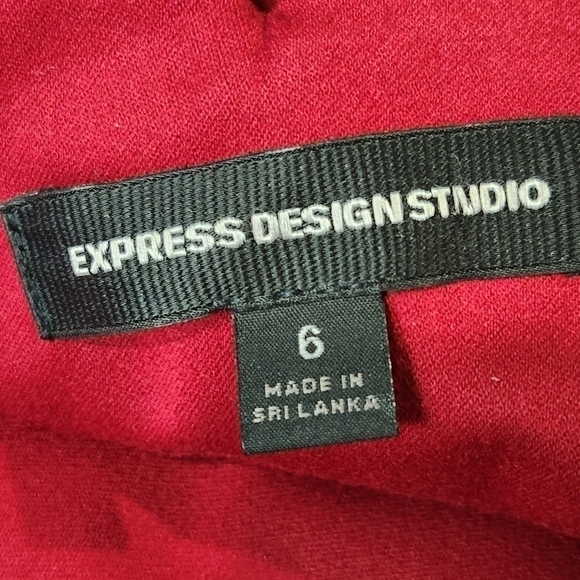 EXPRESS DESIGN STUDIO
6
MADE IN
SRI LANKA